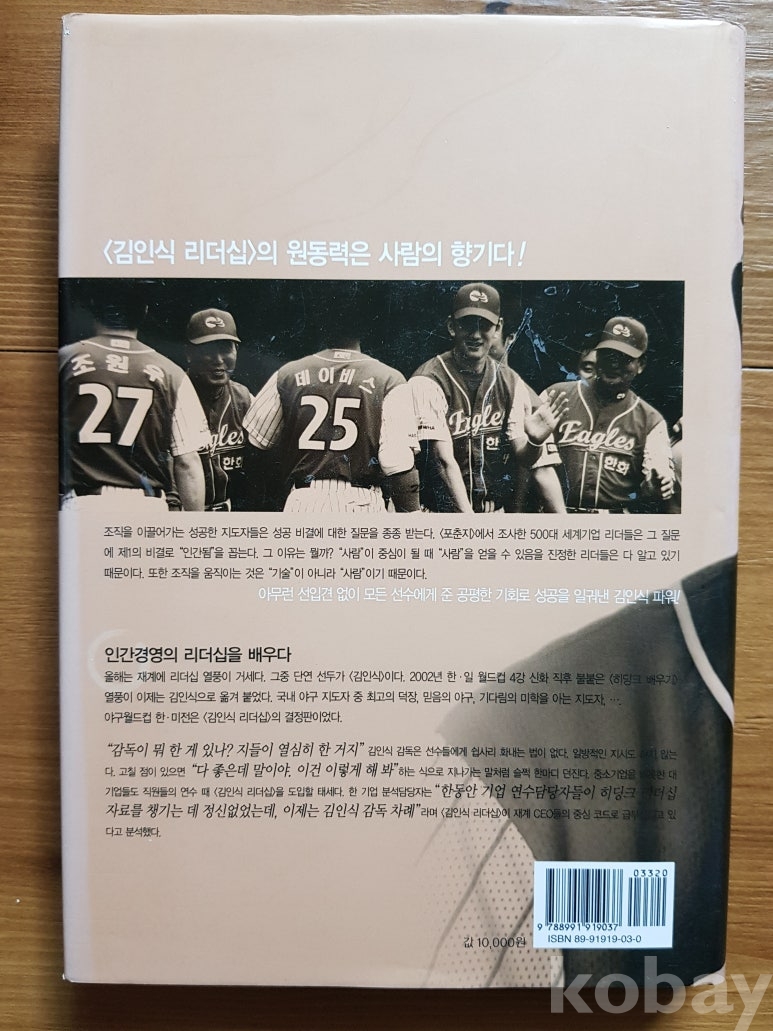 〈김인식 리더십〉의 원동력은 사람의 향기다!
조원우
27
데이비스
25
Eagles
한화
Eagles
한
Eagles
한화
조직을 이끌어가는 성공한 지도자들은 성공 비결에 대한 질문을 종종 받는다. 〈포춘지〉에서 조사한 500대 세계기업 리더들은 그 질문
에 제1의 비결로 "인간됨"을 꼽는다. 그 이유는 뭘까? "사람"이 중심이 될 때 "사람"을 얻을 수 있음을 진정한 리더들은 다 알고 있기
때문이다. 또한 조직을 움직이는 것은 "기술"이 아니라 "사람"이기 때문이다.
아무런 선입견 없이 모든 선수에게 준 공평한 기회로 성공을 일궈낸 김인식 파워!
인간경영의 리더십을 배우다
올해는 재계에 리더십 열풍이 거세다. 그중 단연 선두가 〈김인식〉이다. 2002년 한·일 월드컵 4강 신화 직후 불붙은 〈히딩크 배우기〉
열풍이 이제는 김인식으로 옮겨 붙었다. 국내 야구 지도자 중 최고의 덕장, 믿음의 야구, 기다림의 미학을 아는 지도자, ….
야구월드컵 한·미전은 〈김인식 리더십〉의 결정판이었다.
"감독이 뭐 한 게 있나? 지들이 열심히 한 거지" 김인식 감독은 선수들에게 쉽사리 화내는 법이 없다. 일방적인 지시도 않는
다. 고칠 점이 있으면 "다 좋은데 말이야. 이건 이렇게 해 봐"하는 식으로 지나가는 말처럼 슬쩍 한마디 던진다. 중소기업을 대
기업들도 직원들의 연수 때 〈김인식 리더십〉을 도입할 태세다. 한 기업 분석담당자는 "한동안 기업 연수담당자들이 히딩크 리더십
자료를 챙기는 데 정신없었는데, 이제는 김인식 감독 차례"라며 〈김인식 리더십〉이 재계 CEO들의 중심 코드로 있
다고 분석했다.
03320
9 788991 919037
값 10,000원
ISBN 89-91919-03-0
kobay